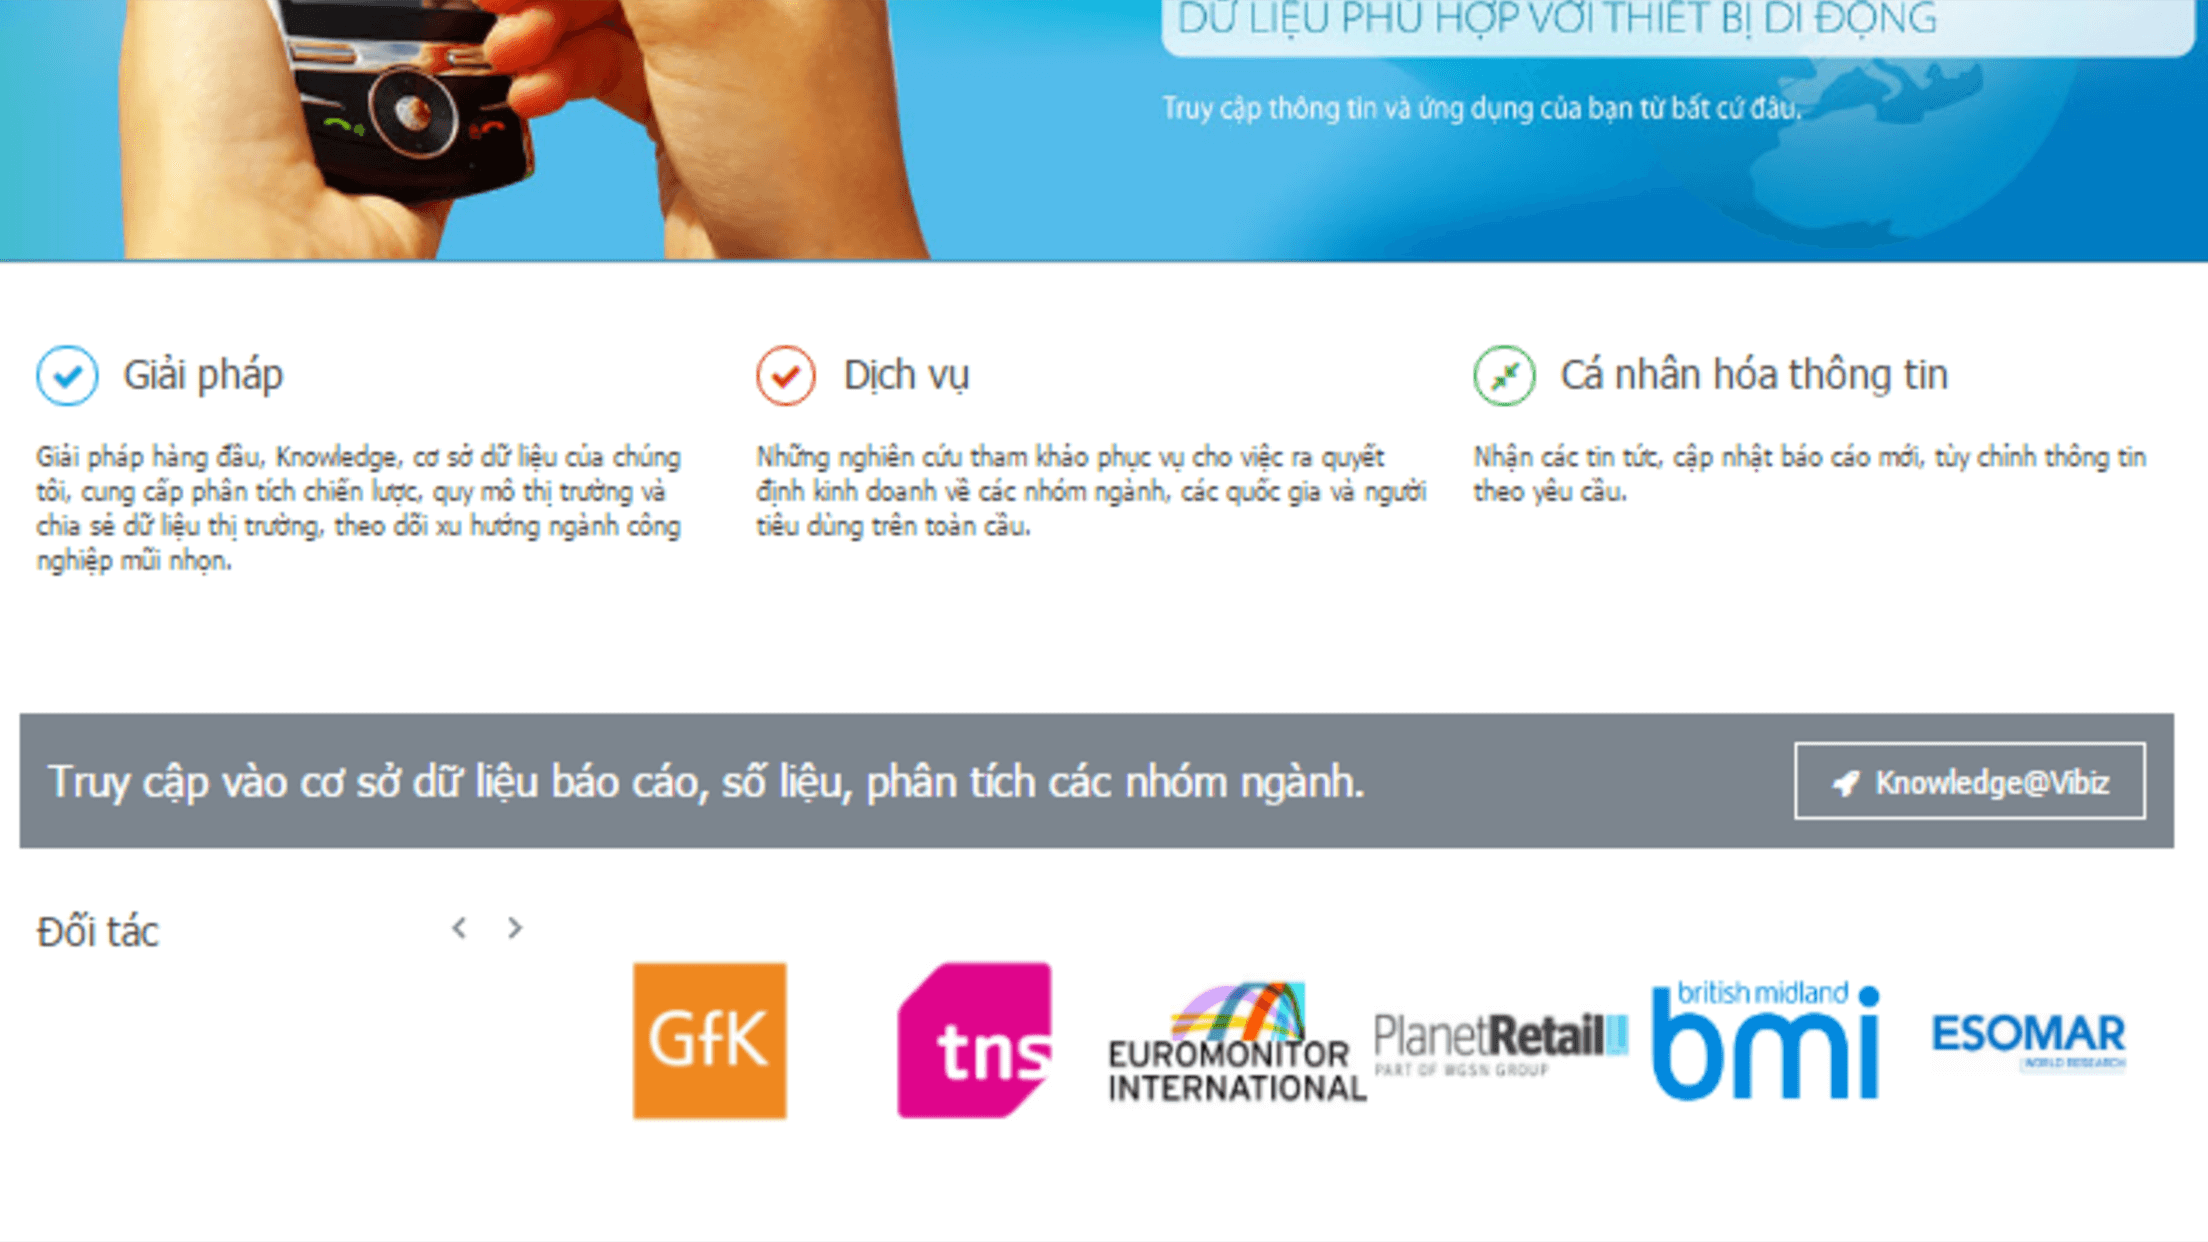 DỮ LIỆU PHÙ HỢP VỚI THIẾT BỊ DI ĐỘNG
Truy cập thông tin và ứng dụng của bạn từ bất cứ đâu.
Giải pháp
Giải pháp hàng đầu, Knowledge, cơ sở dữ liệu của chúng
tôi, cung cấp phân tích chiến lược, quy mô thị trường và
chia sẻ dữ liệu thị trường, theo dõi xu hướng ngành công
nghiệp mũi nhọn.
Dịch vụ
Những nghiên cứu tham khảo phục vụ cho việc ra quyết
định kinh doanh về các nhóm ngành, các quốc gia và người
tiêu dùng trên toàn cầu.
Cá nhân hóa thông tin
Nhận các tin tức, cập nhật báo cáo mới, tùy chỉnh thông tin
theo yêu cầu.
Truy cập vào cơ sở dữ liệu báo cáo, số liệu, phân tích các nhóm ngành.
Knowledge@Vibiz
Đối tác
GfK
tns
EUROMONITOR
INTERNATIONAL
PlanetRetail
PART OF WGSN GROUP
british midland
bmi
ESOMAR
WORLD RESEARCH